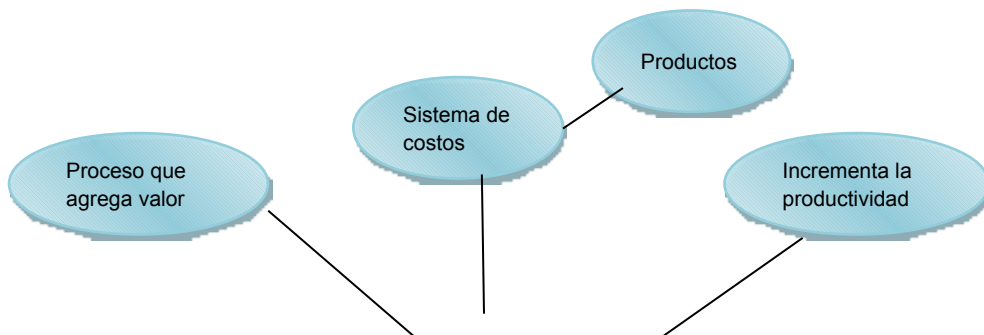 Productos
Sistema de
costos
Proceso que
agrega valor
Incrementa la
productividad